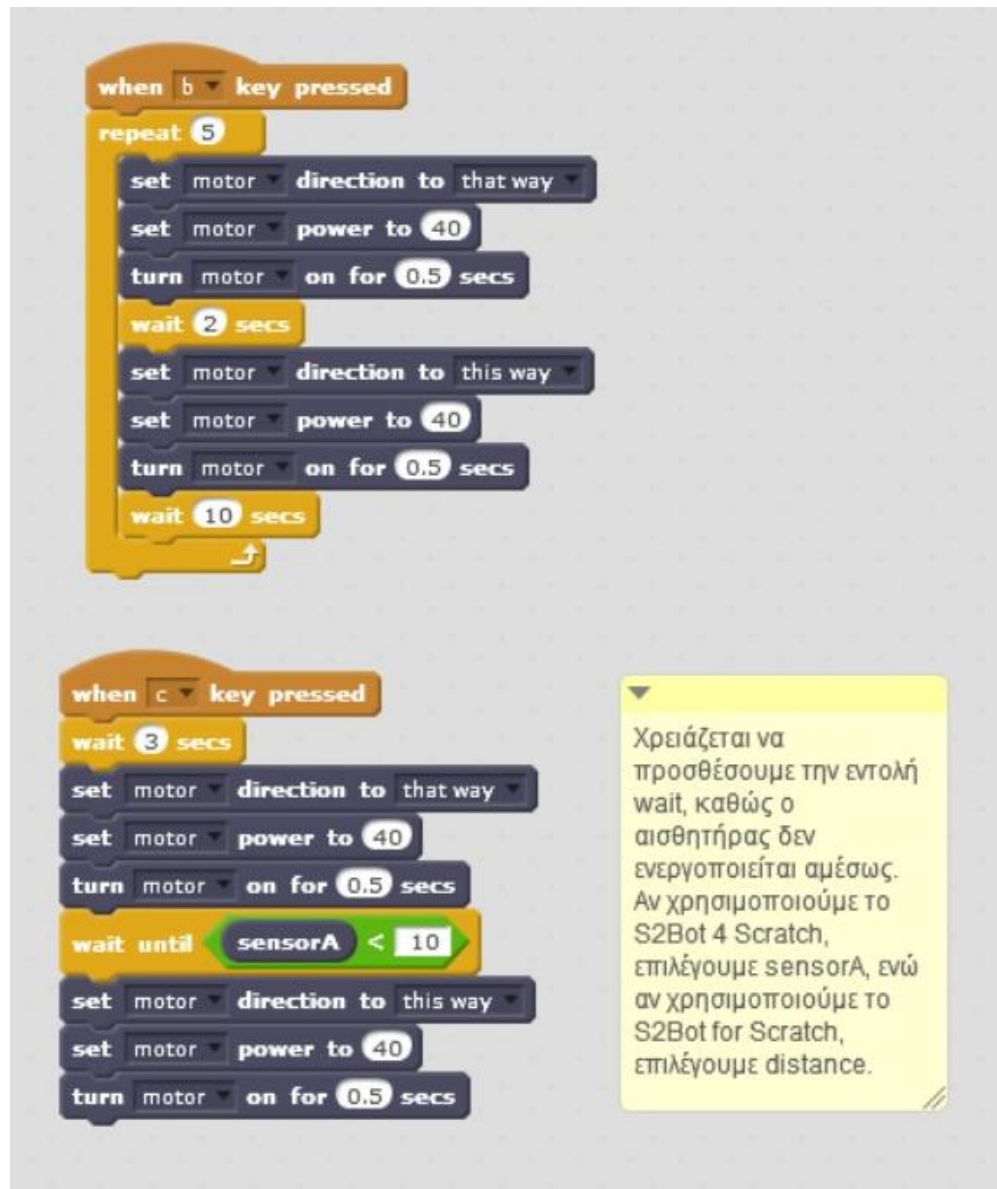 when b key pressed
repeat 5
set motor direction to that way
set motor power to 40
turn motor on for 0.5 secs
wait 2 secs
set motor direction to this way
set motor power to 40
turn motor on for 0.5 secs
wait 10 secs
when c key pressed
wait 3 secs
set motor direction to that way
set motor power to 40
turn motor on for 0.5 secs
wait until sensorA < 10
set motor direction to this way
set motor power to 40
turn motor on for 0.5 secs
Χρειάζεται να
προσθέσουμε την εντολή
wait, καθώς ο
αισθητήρας δεν
ενεργοποιείται αμέσως.
Αν χρησιμοποιούμε το
S2Bot 4 Scratch,
επιλέγουμε sensorA, ενώ
αν χρησιμοποιούμε το
S2Bot for Scratch,
επιλέγουμε distance.